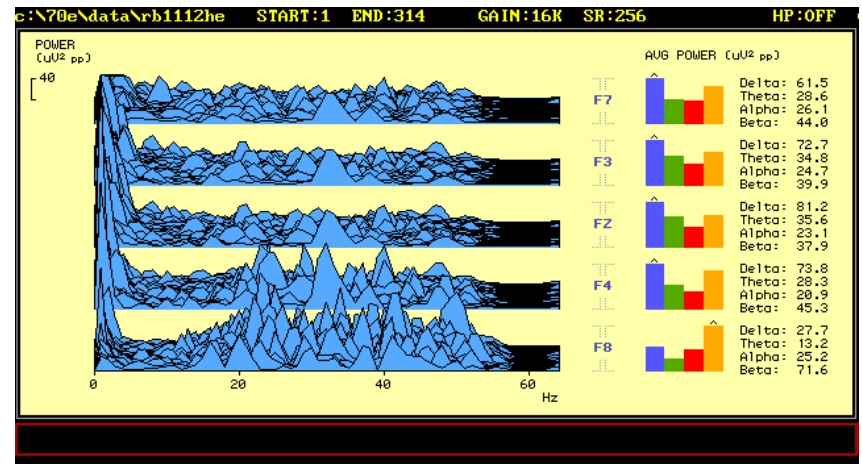 c:\70e\data\rb1112he START:1 END:314 GAIN:16K SR:256 HP:OFF
POWER
(uV² pp)
40
AVG POWER (uV² pp)
F7
Delta: 61.5
Theta: 28.6
Alpha: 26.1
Beta: 44.0
F3
Delta: 72.7
Theta: 34.8
Alpha: 24.7
Beta: 39.9
FZ
Delta: 81.2
Theta: 35.6
Alpha: 23.1
Beta: 37.9
F4
Delta: 73.8
Theta: 28.3
Alpha: 20.9
Beta: 45.3
F8
Delta: 27.7
Theta: 13.2
Alpha: 25.2
Beta: 71.6
0 20 40 60
Hz